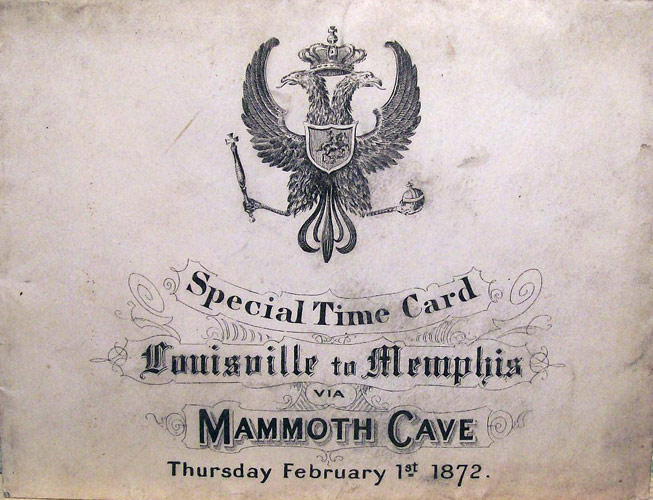 Special Time Card
Louisville to Memphis
VIA
MAMMOTH CAVE
Thursday February 1st 1872.